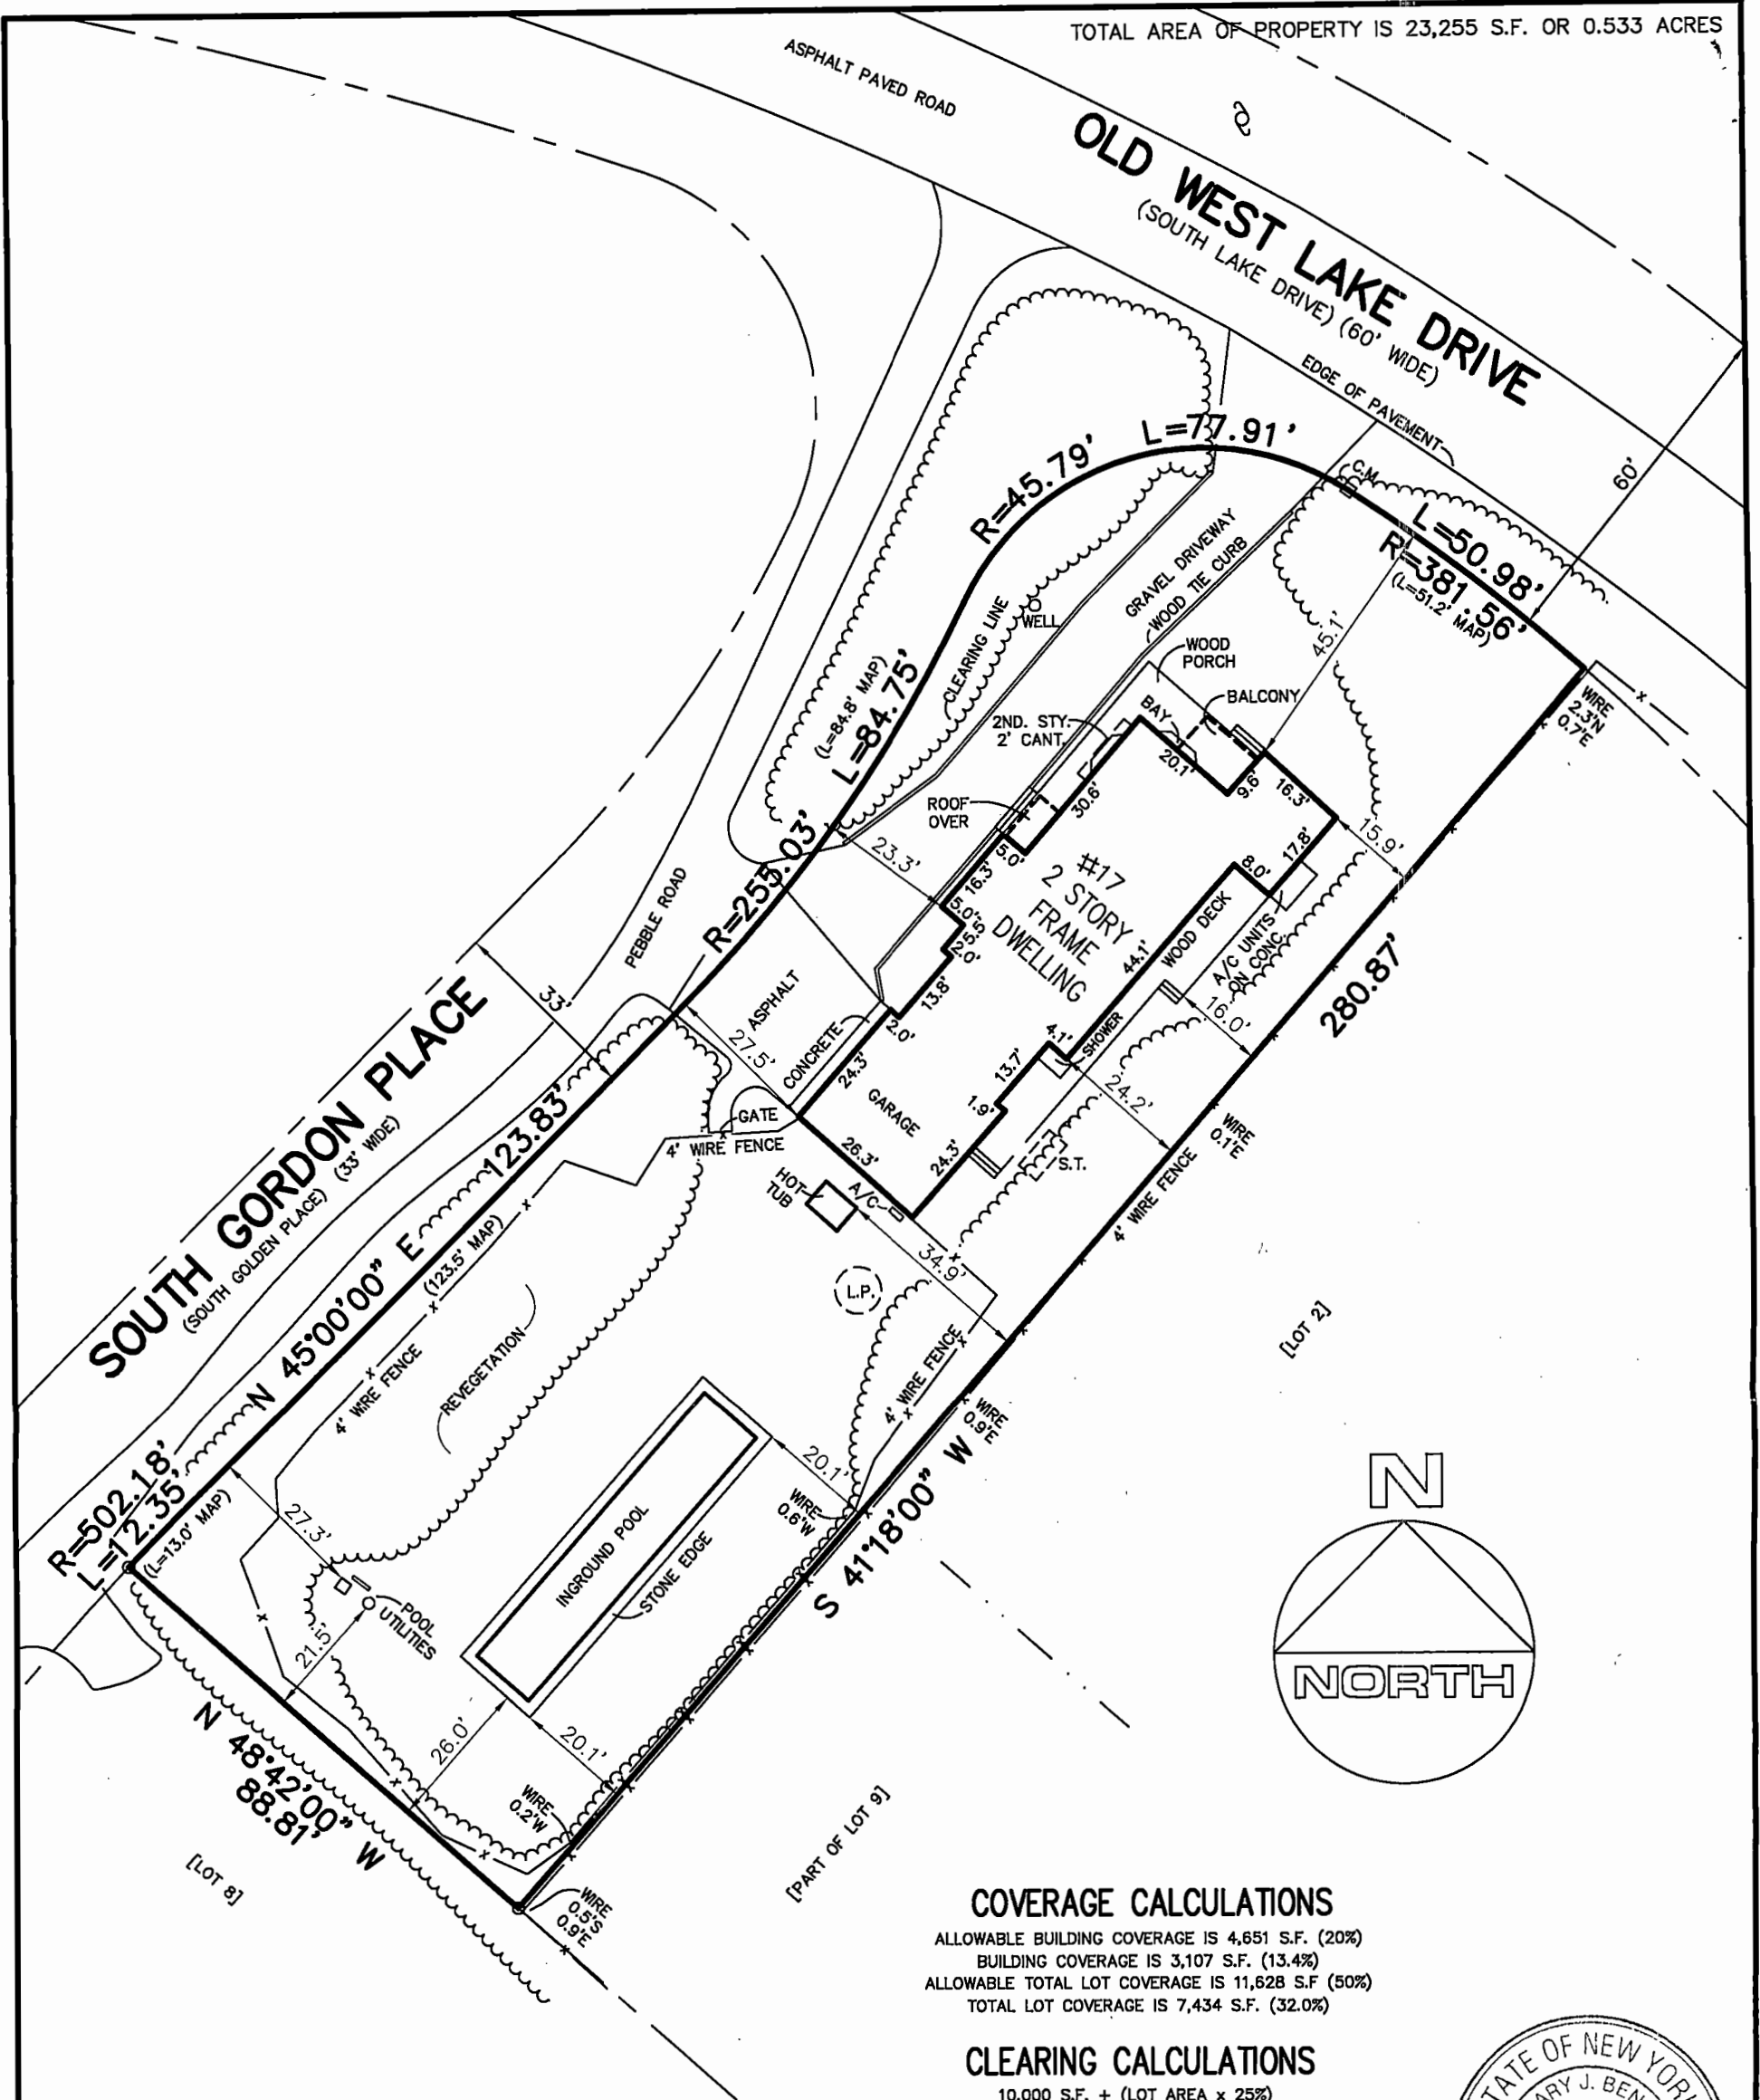 TOTAL AREA OF PROPERTY IS 23,255 S.F. OR 0.533 ACRES
ASPHALT PAVED ROAD
OLD WEST LAKE DRIVE
(SOUTH LAKE DRIVE) (60' WIDE)
EDGE OF PAVEMENT
60'
L=77.91'
R=45.79'
C.M.
L=50.98'
R=381.56'
(L=51.2' MAP)
GRAVEL DRIVEWAY
WOOD TIE CURB
45.1'
CLEARING LINE
WELL
WOOD
PORCH
BALCONY
BAY
WIRE
2.3'N
0.7'E
(L=84.8' MAP)
L=84.75'
R=255.03'
2ND. STY.
2' CANT.
20.1'
9.6'
16.3'
30.6'
ROOF
OVER
5.0'
17.8'
15.9'
23.3'
16.3'
8.0'
#17
2 STORY
FRAME
DWELLING
5.0'
25.5
2.0'
PEBBLE ROAD
44.1'
WOOD DECK
A/C UNITS
ON CONC.
280.87'
33'
ASPHALT
13.8'
16.0'
27.5'
CONCRETE
2.0'
SHOWER
4.1'
24.3'
13.7'
24.2'
SOUTH GORDON PLACE
(SOUTH GOLDEN PLACE) (33' WIDE)
GARAGE
1.9'
GATE
4' WIRE FENCE
WIRE
0.1'E
N 45°00'00" E
123.83'
(123.5' MAP)
26.3'
24.3'
S.T.
HOT
TUB
A/C
4' WIRE FENCE
34.9'
L.P.
[LOT 2]
4' WIRE FENCE
REVEGETATION
4' WIRE FENCE
WIRE
0.9'E
N
NORTH
20.1'
WIRE
0.6'W
S 41°18'00" W
R=502.18'
L=12.35'
(L=13.0' MAP)
27.3'
INGROUND POOL
STONE EDGE
POOL
UTILITIES
21.5'
26.0'
20.1'
N 48°42'00" W
88.81'
WIRE
0.2'W
[PART OF LOT 9]
[LOT 8]
WIRE
0.5'S
0.9'E
COVERAGE CALCULATIONS
ALLOWABLE BUILDING COVERAGE IS 4,651 S.F. (20%)
BUILDING COVERAGE IS 3,107 S.F. (13.4%)
ALLOWABLE TOTAL LOT COVERAGE IS 11,628 S.F (50%)
TOTAL LOT COVERAGE IS 7,434 S.F. (32.0%)
CLEARING CALCULATIONS
10,000 S.F. + (LOT AREA x 25%)
OF NEW YOR
J. BEN